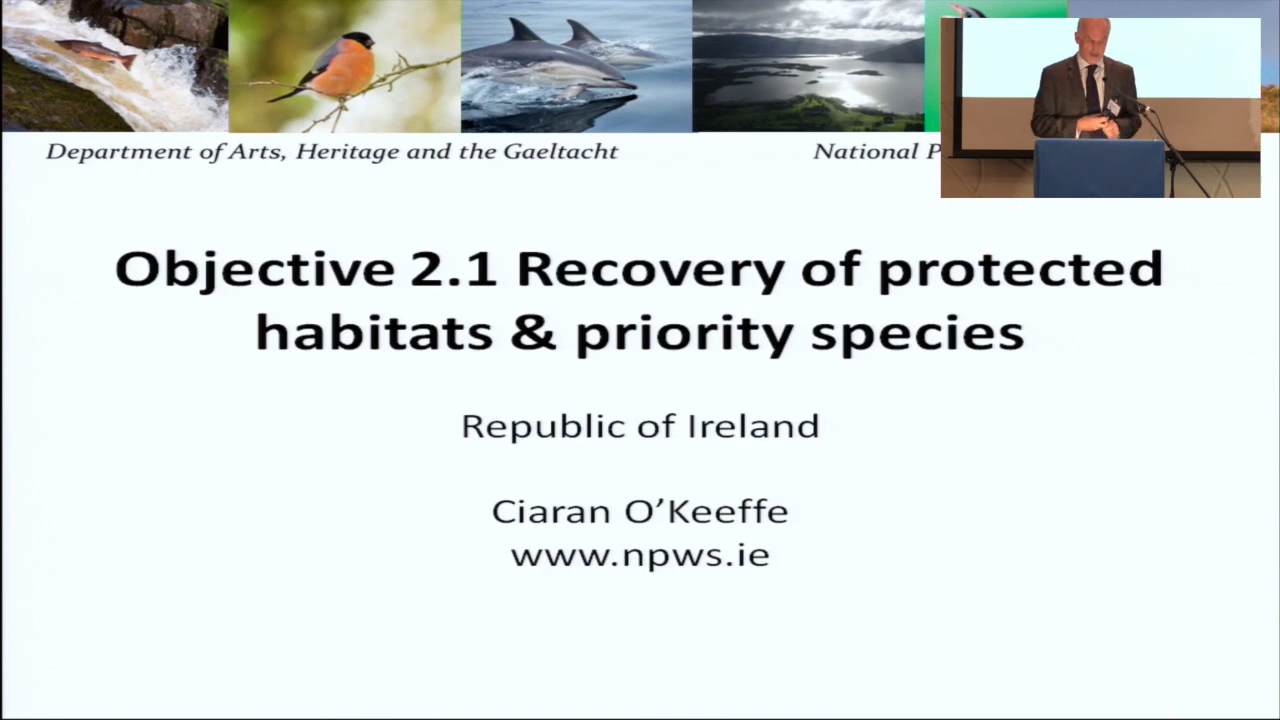 Department of Arts, Heritage and the Gaeltacht
National
Objective 2.1 Recovery of protected
habitats & priority species
Republic of Ireland
Ciaran O’Keeffe
www.npws.ie